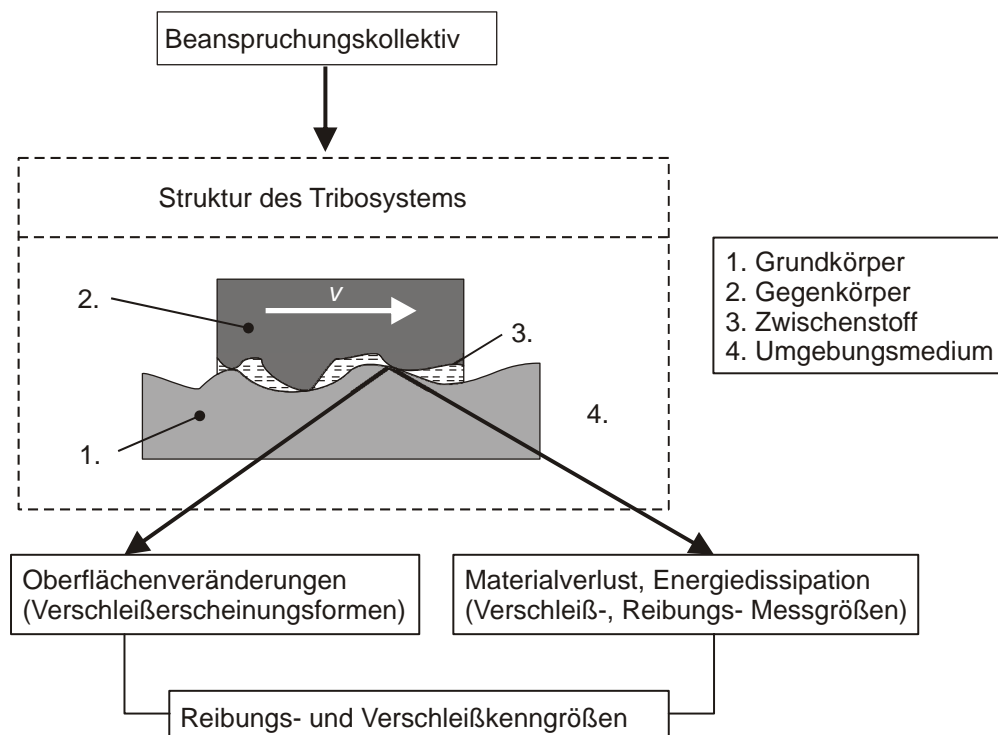 Beanspruchungskollektiv
Struktur des Tribosystems
v
2.
3.
1.
4.
1. Grundkörper
2. Gegenkörper
3. Zwischenstoff
4. Umgebungsmedium
Oberflächenveränderungen
(Verschleißerscheinungsformen)
Materialverlust, Energiedissipation
(Verschleiß-, Reibungs- Messgrößen)
Reibungs- und Verschleißkenngrößen